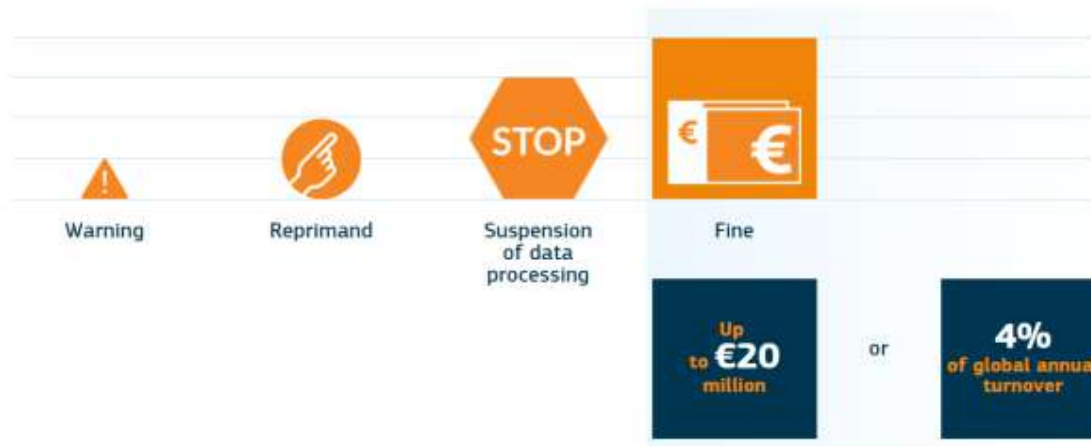 !
STOP
€
€
Warning
Reprimand
Suspension
of data
processing
Fine
Up
to €20
million
or
4%
of global annua
turnover